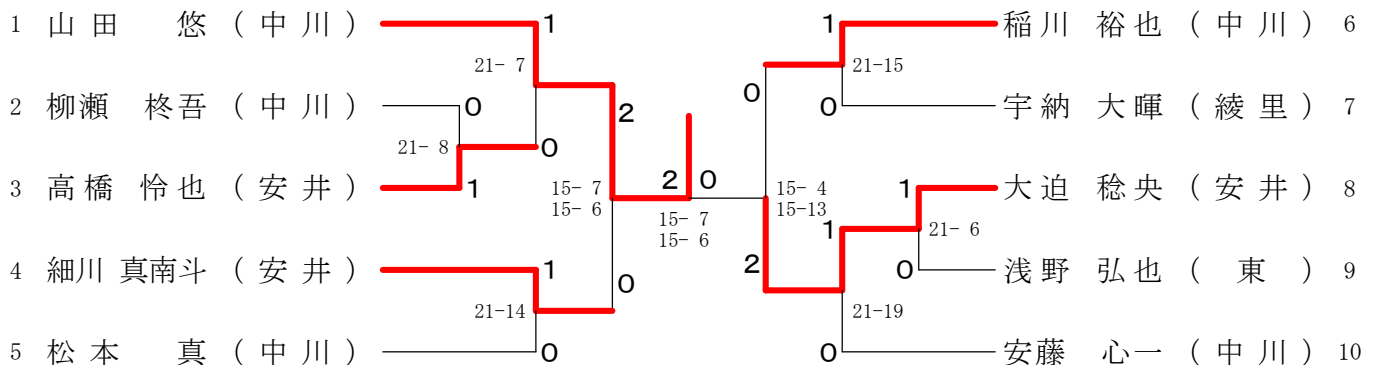 1 山田 悠 (中川) 1 1 稲川 裕也 (中川) 6
21- 7 21-15
2 柳瀬 柊吾 (中川) 0 2 0 0 宇納 大暉 (綾里) 7
21- 8 0
3 高橋 怜也 (安井) 1 15- 7 2 0 15- 4 1 大迫 稔央 (安井) 8
15- 6 15- 7 15-13 1 21- 6
15- 6
4 細川 真南斗 (安井) 1 0 2 0 浅野 弘也 (東) 9
21-14 21-19
5 松本 真 (中川) 0 0 安藤 心一 (中川) 10